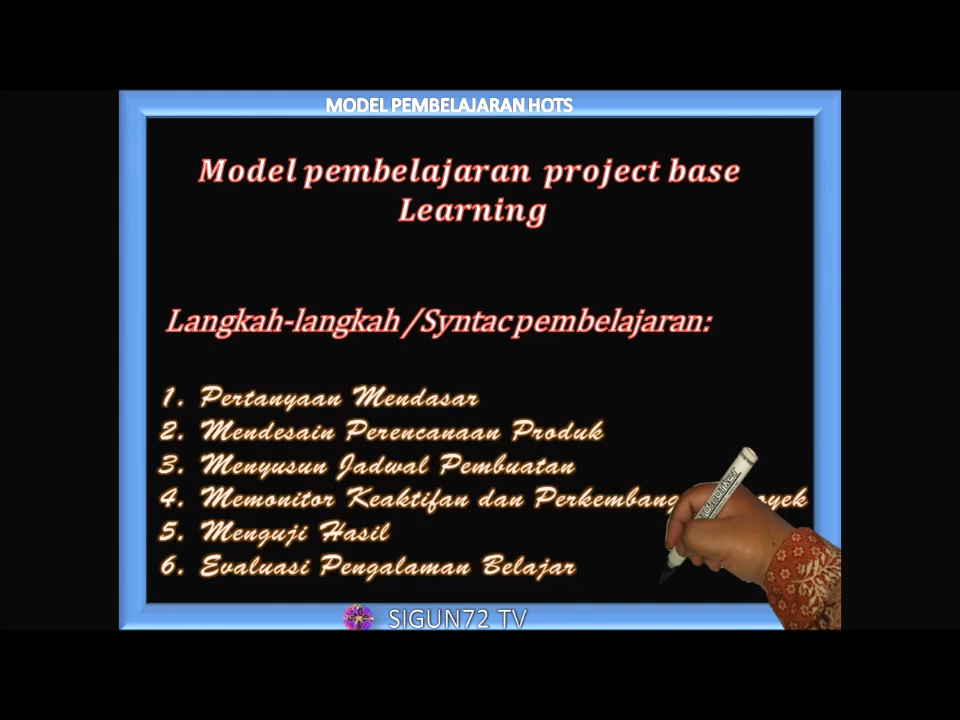 MODEL PEMBELAJARAN HOTS
Model pembelajaran project base
Learning
Langkah-langkah /Syntac pembelajaran:
1. Pertanyaan Mendasar
2. Mendesain Perencanaan Produk
3. Menyusun Jadwal Pembuatan
4. Memonitor Keaktifan dan
5. Menguji Hasil
6. Evaluasi Pengalaman Belajar
SIGUN72 TV